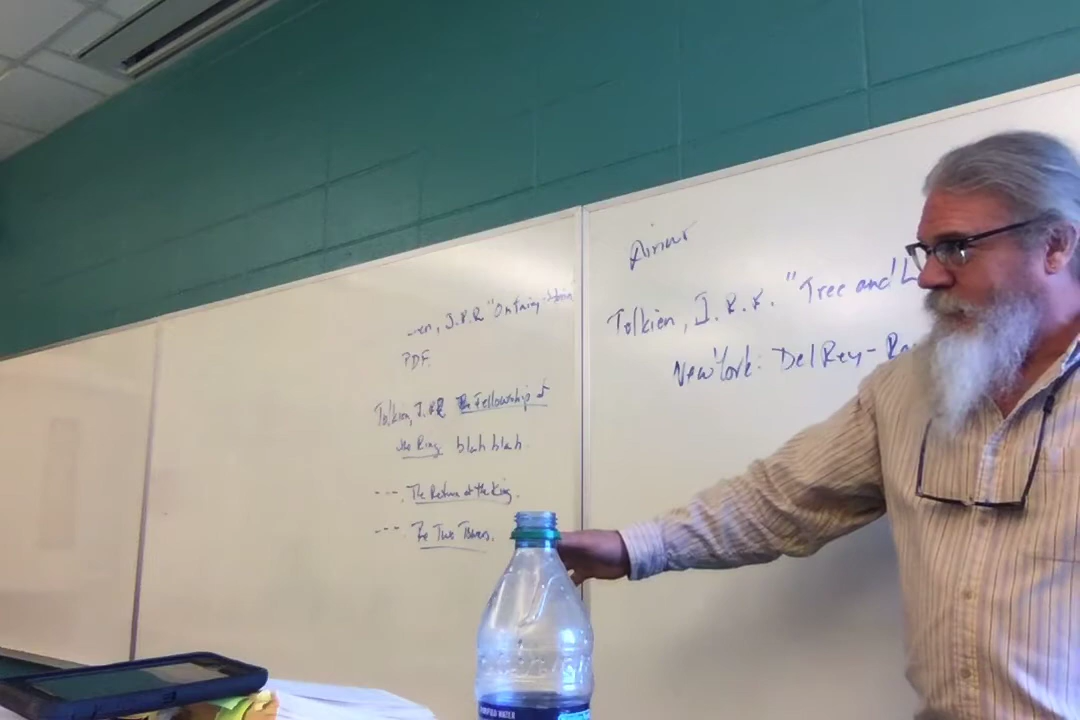 J.R.R "On Fairy-Stories
PDF.
Tolkien, J.RR The Fellowship of
the Ring blah blah
---. The Return of the King.
---. The Two Towers.
Tolkien, J.R.R. "Tree and L
New York: Del Rey-